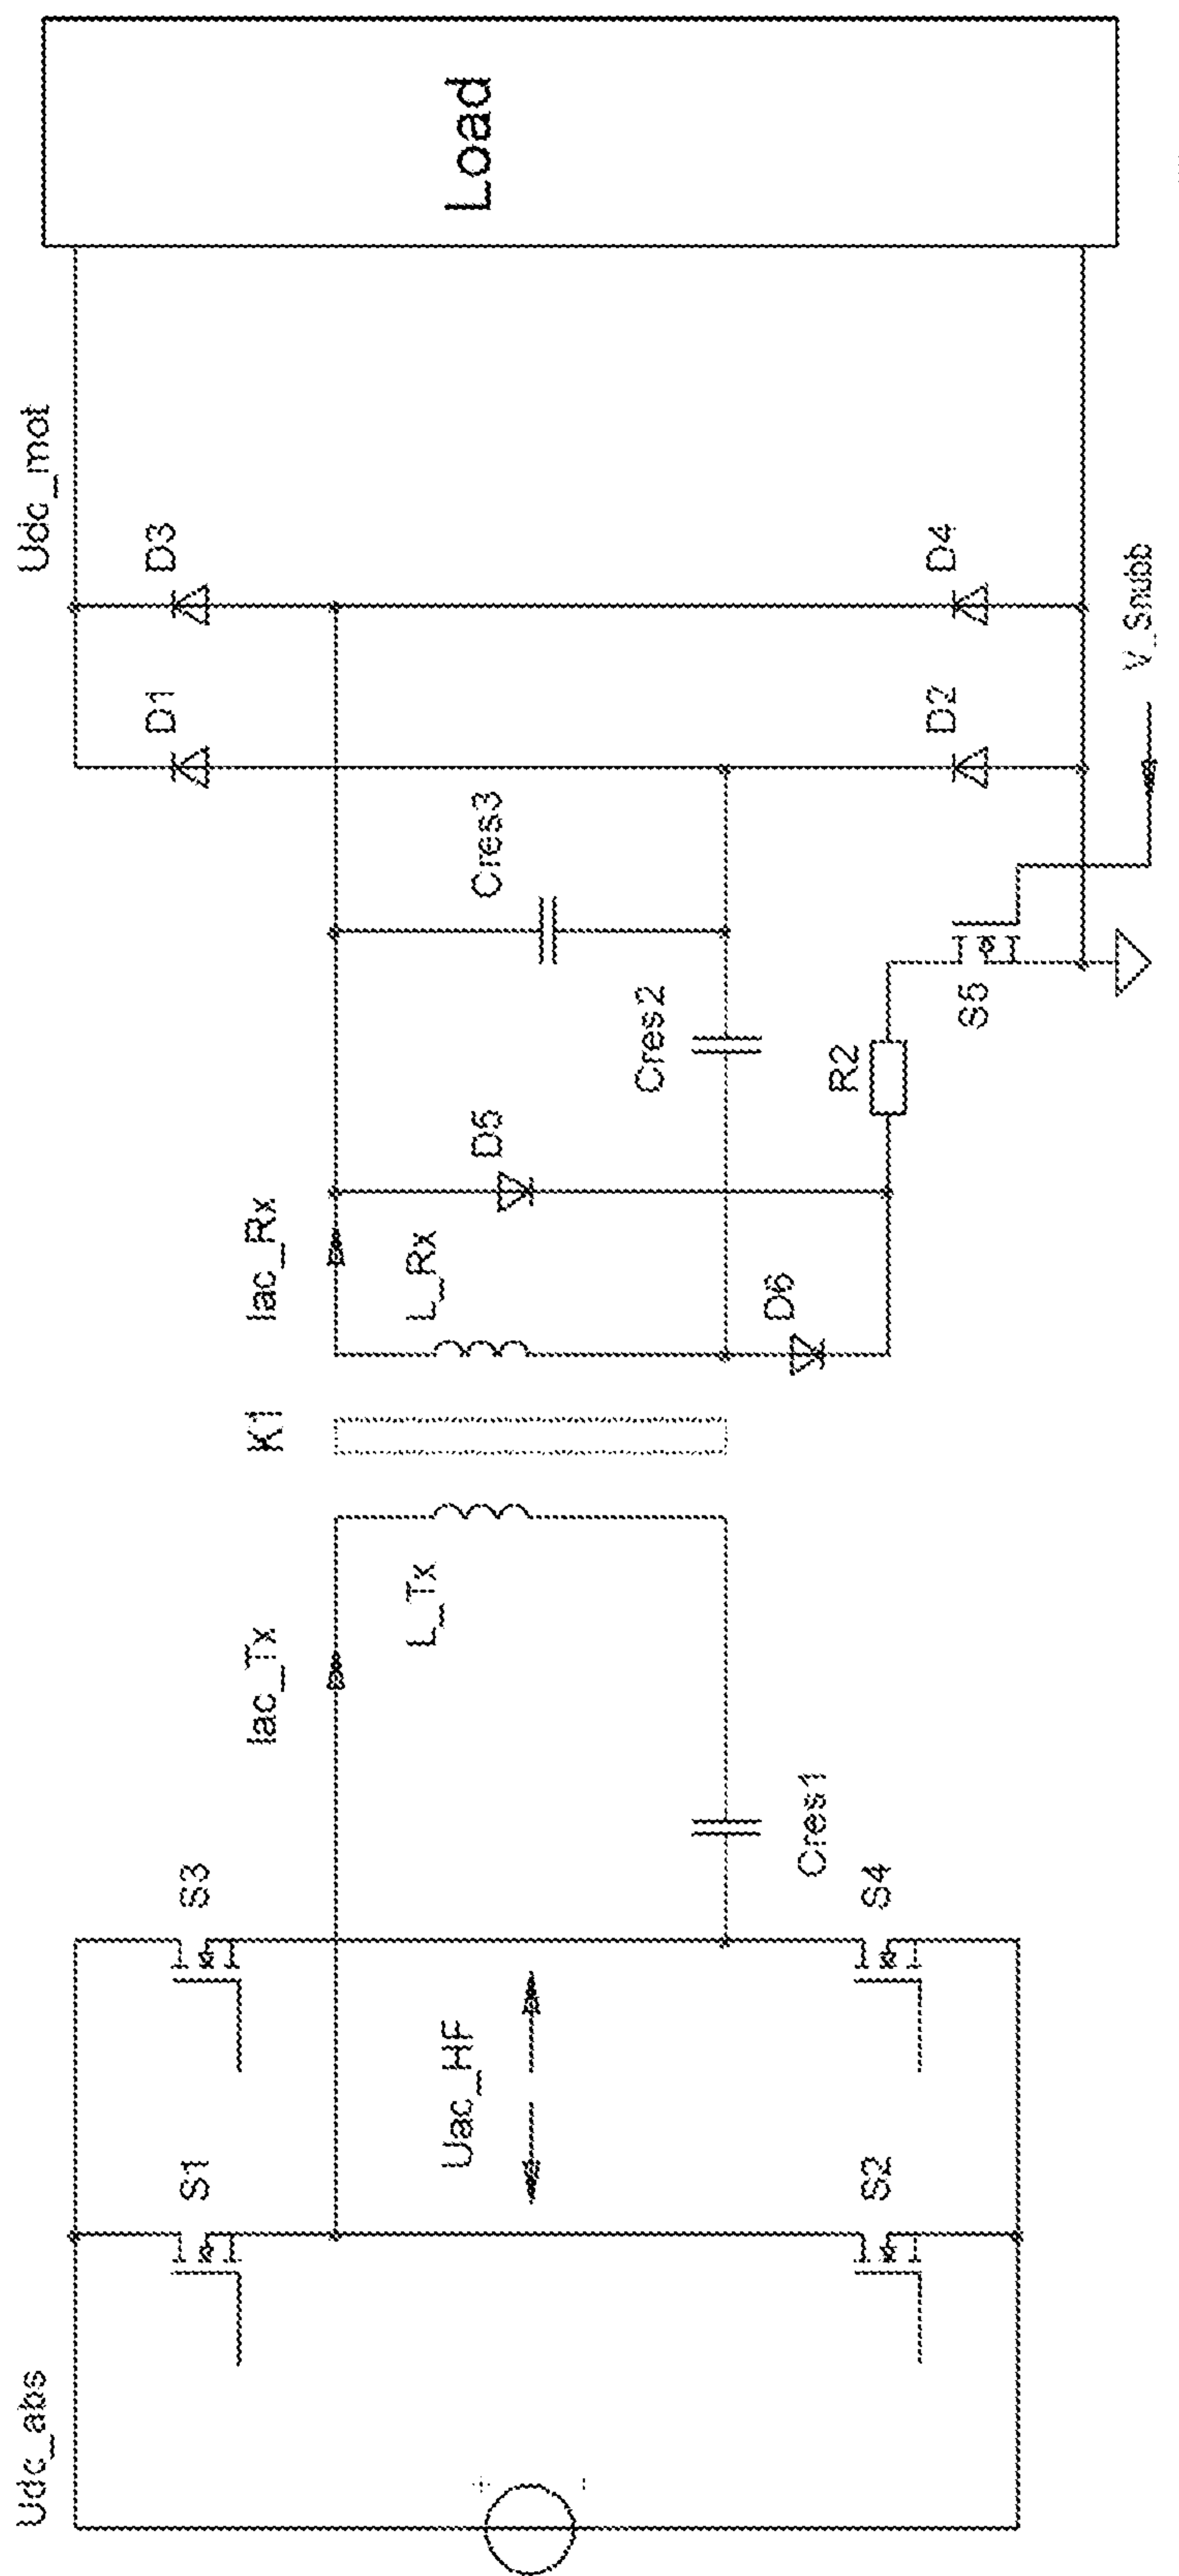 Udc_abs
Udc_mot
S1
S3
Iac_Tx
K1
Iac_Rx
D1
D3
Uac_HF
L_Tx
L_Rx
D5
Cres3
Load
+
-
Cres2
Cres1
D6
R2
S2
S4
S5
D2
D4
V_Snubb